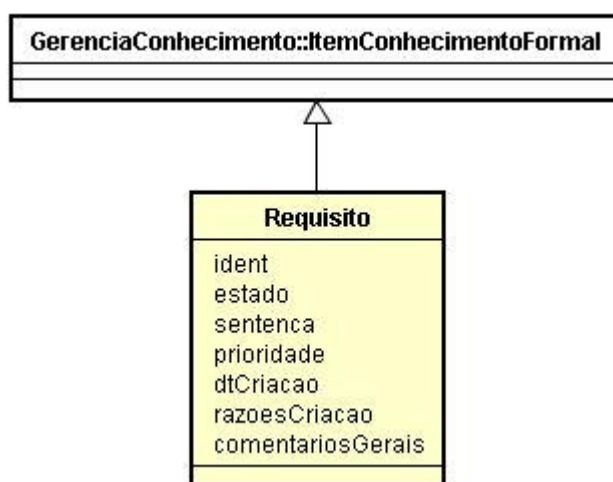 GerenciaConhecimento::ItemConhecimentoFormal
Requisito
ident
estado
sentenca
prioridade
dtCriacao
razoesCriacao
comentariosGerais